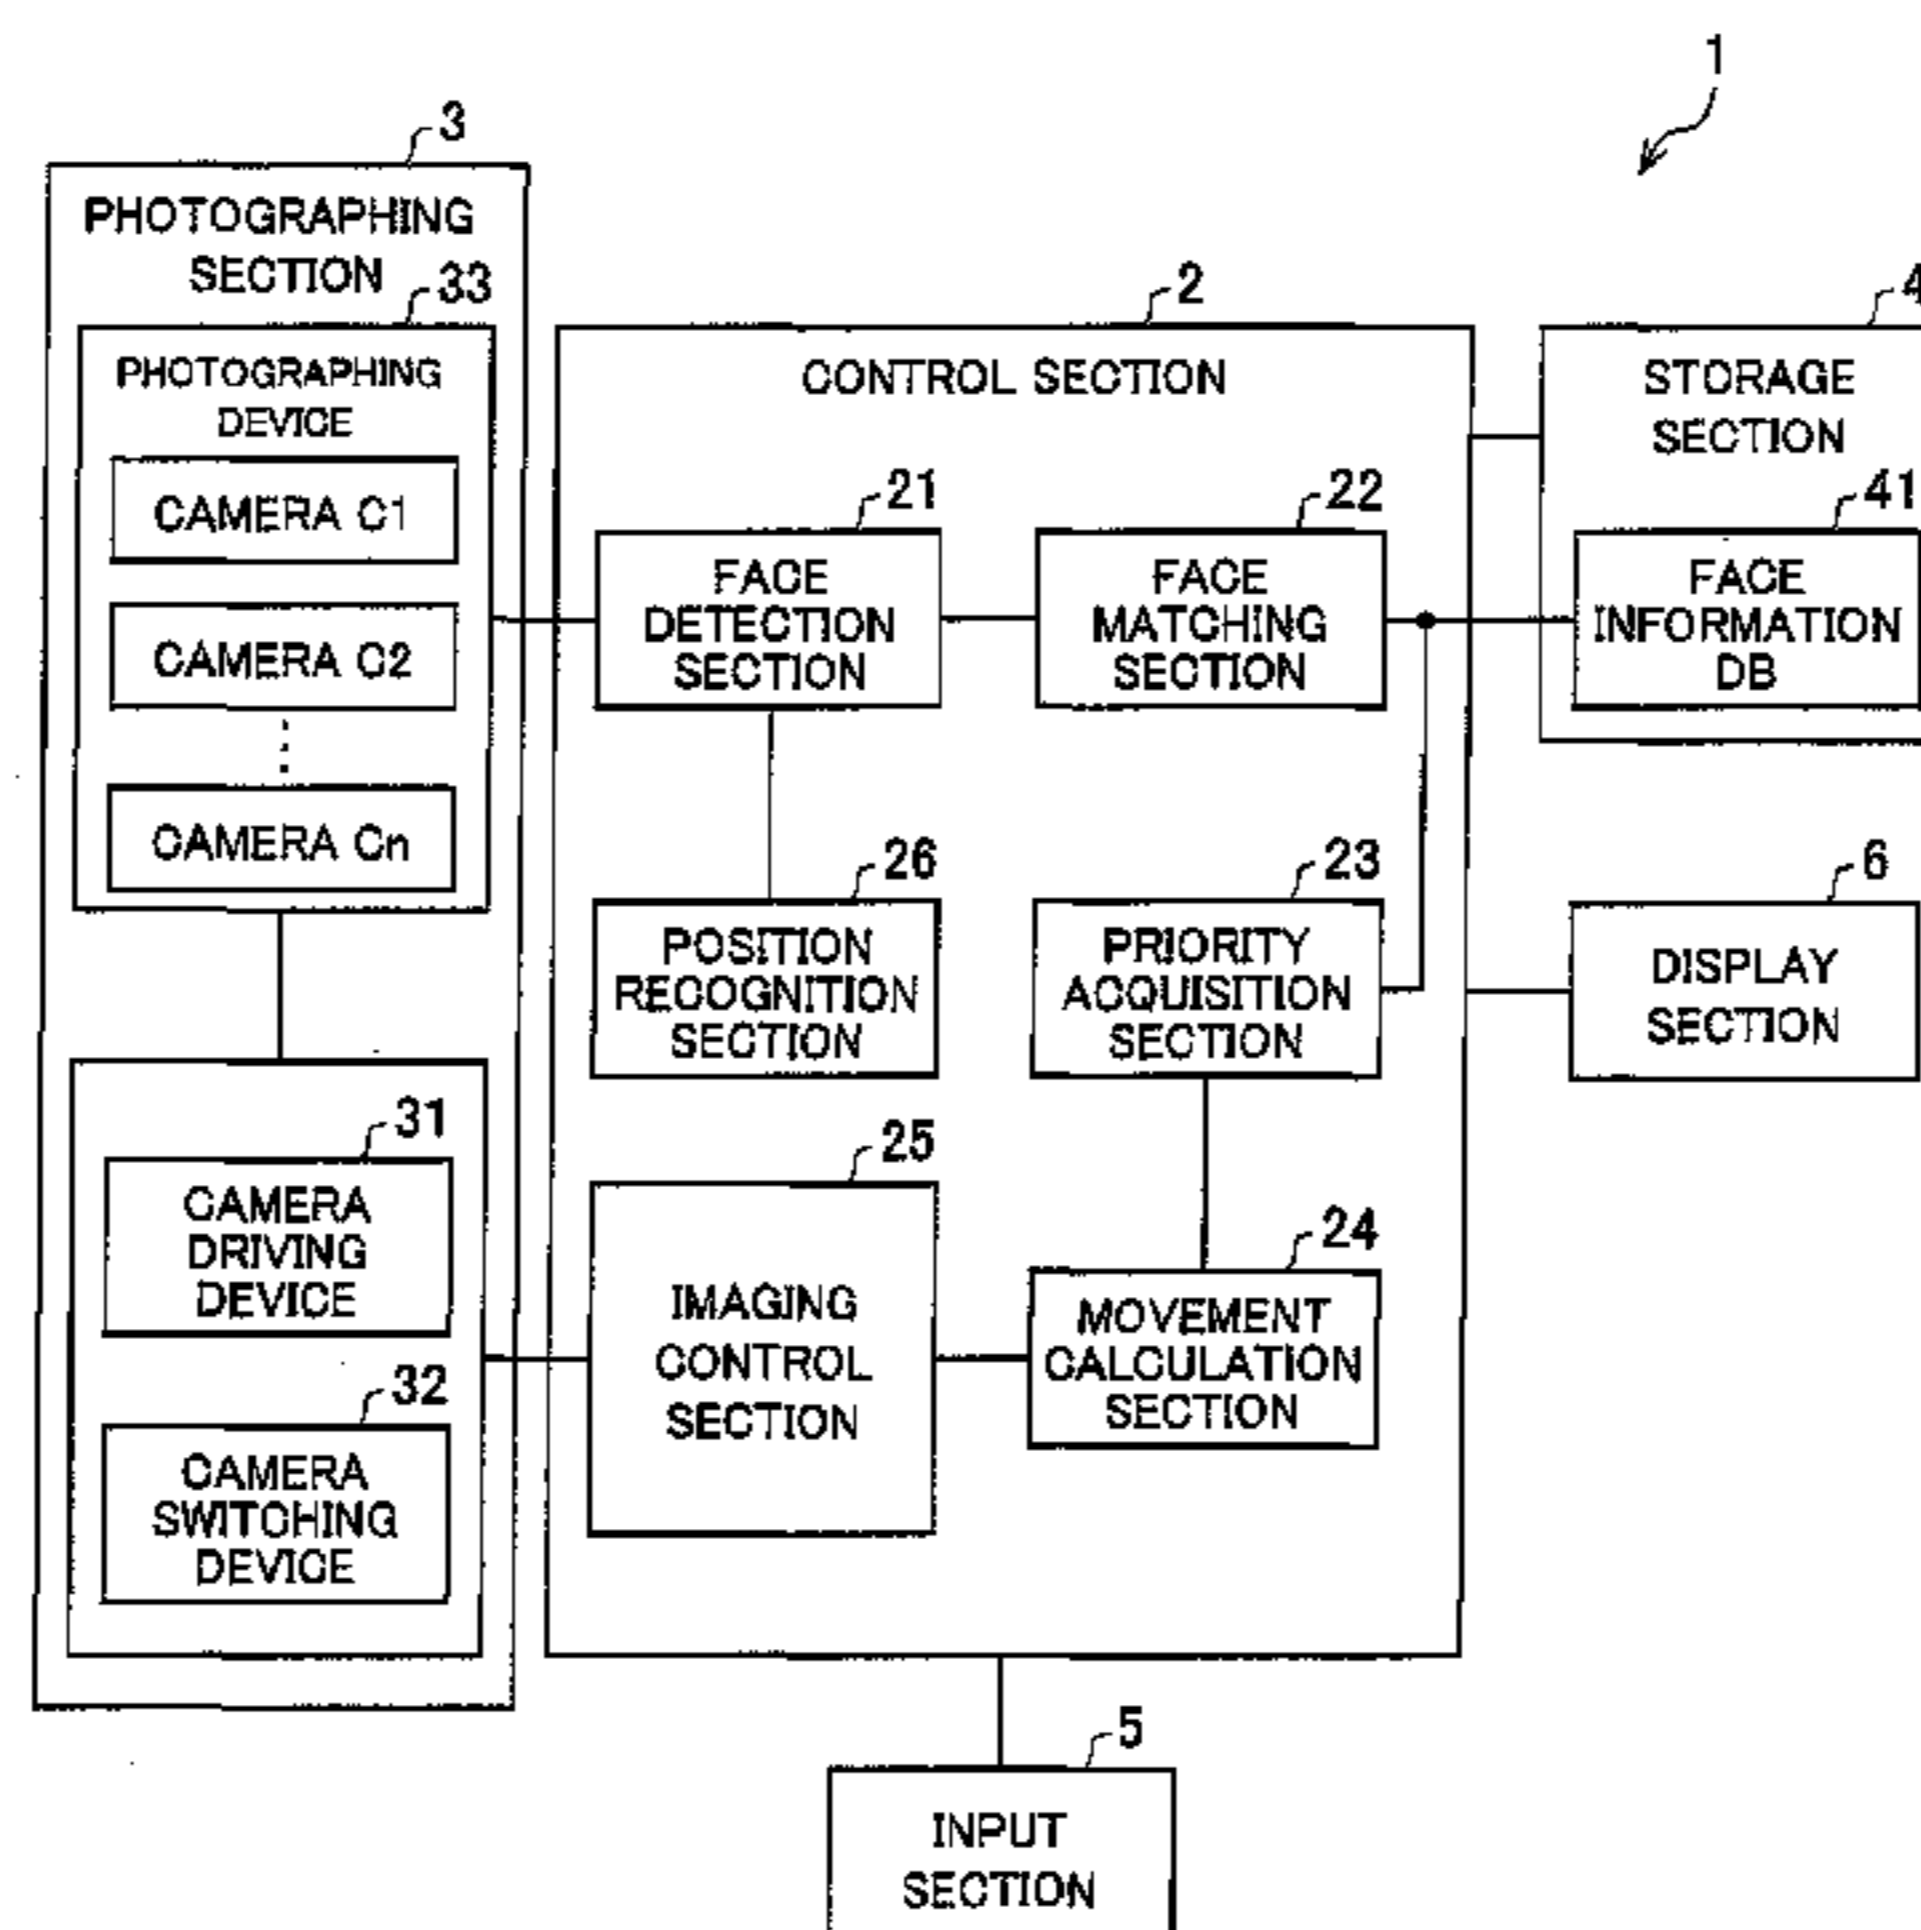 1
3
PHOTOGRAPHING
SECTION
33
PHOTOGRAPHING
DEVICE
CAMERA C1
CAMERA C2
CAMERA Cn
31
CAMERA
DRIVING
DEVICE
32
CAMERA
SWITCHING
DEVICE
2
CONTROL SECTION
21
FACE
DETECTION
SECTION
22
FACE
MATCHING
SECTION
26
POSITION
RECOGNITION
SECTION
23
PRIORITY
ACQUISITION
SECTION
25
IMAGING
CONTROL
SECTION
24
MOVEMENT
CALCULATION
SECTION
4
STORAGE
SECTION
41
FACE
INFORMATION
DB
6
DISPLAY
SECTION
5
INPUT
SECTION